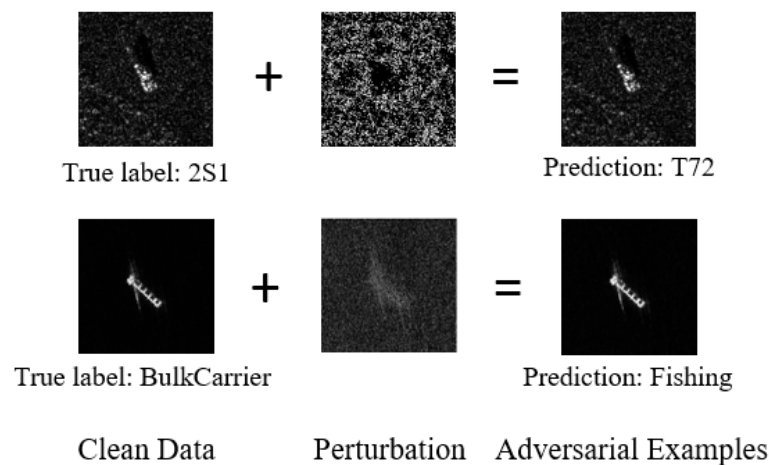 + =
True label: 2S1 Prediction: T72
+ =
True label: BulkCarrier Prediction: Fishing
Clean Data Perturbation Adversarial Examples